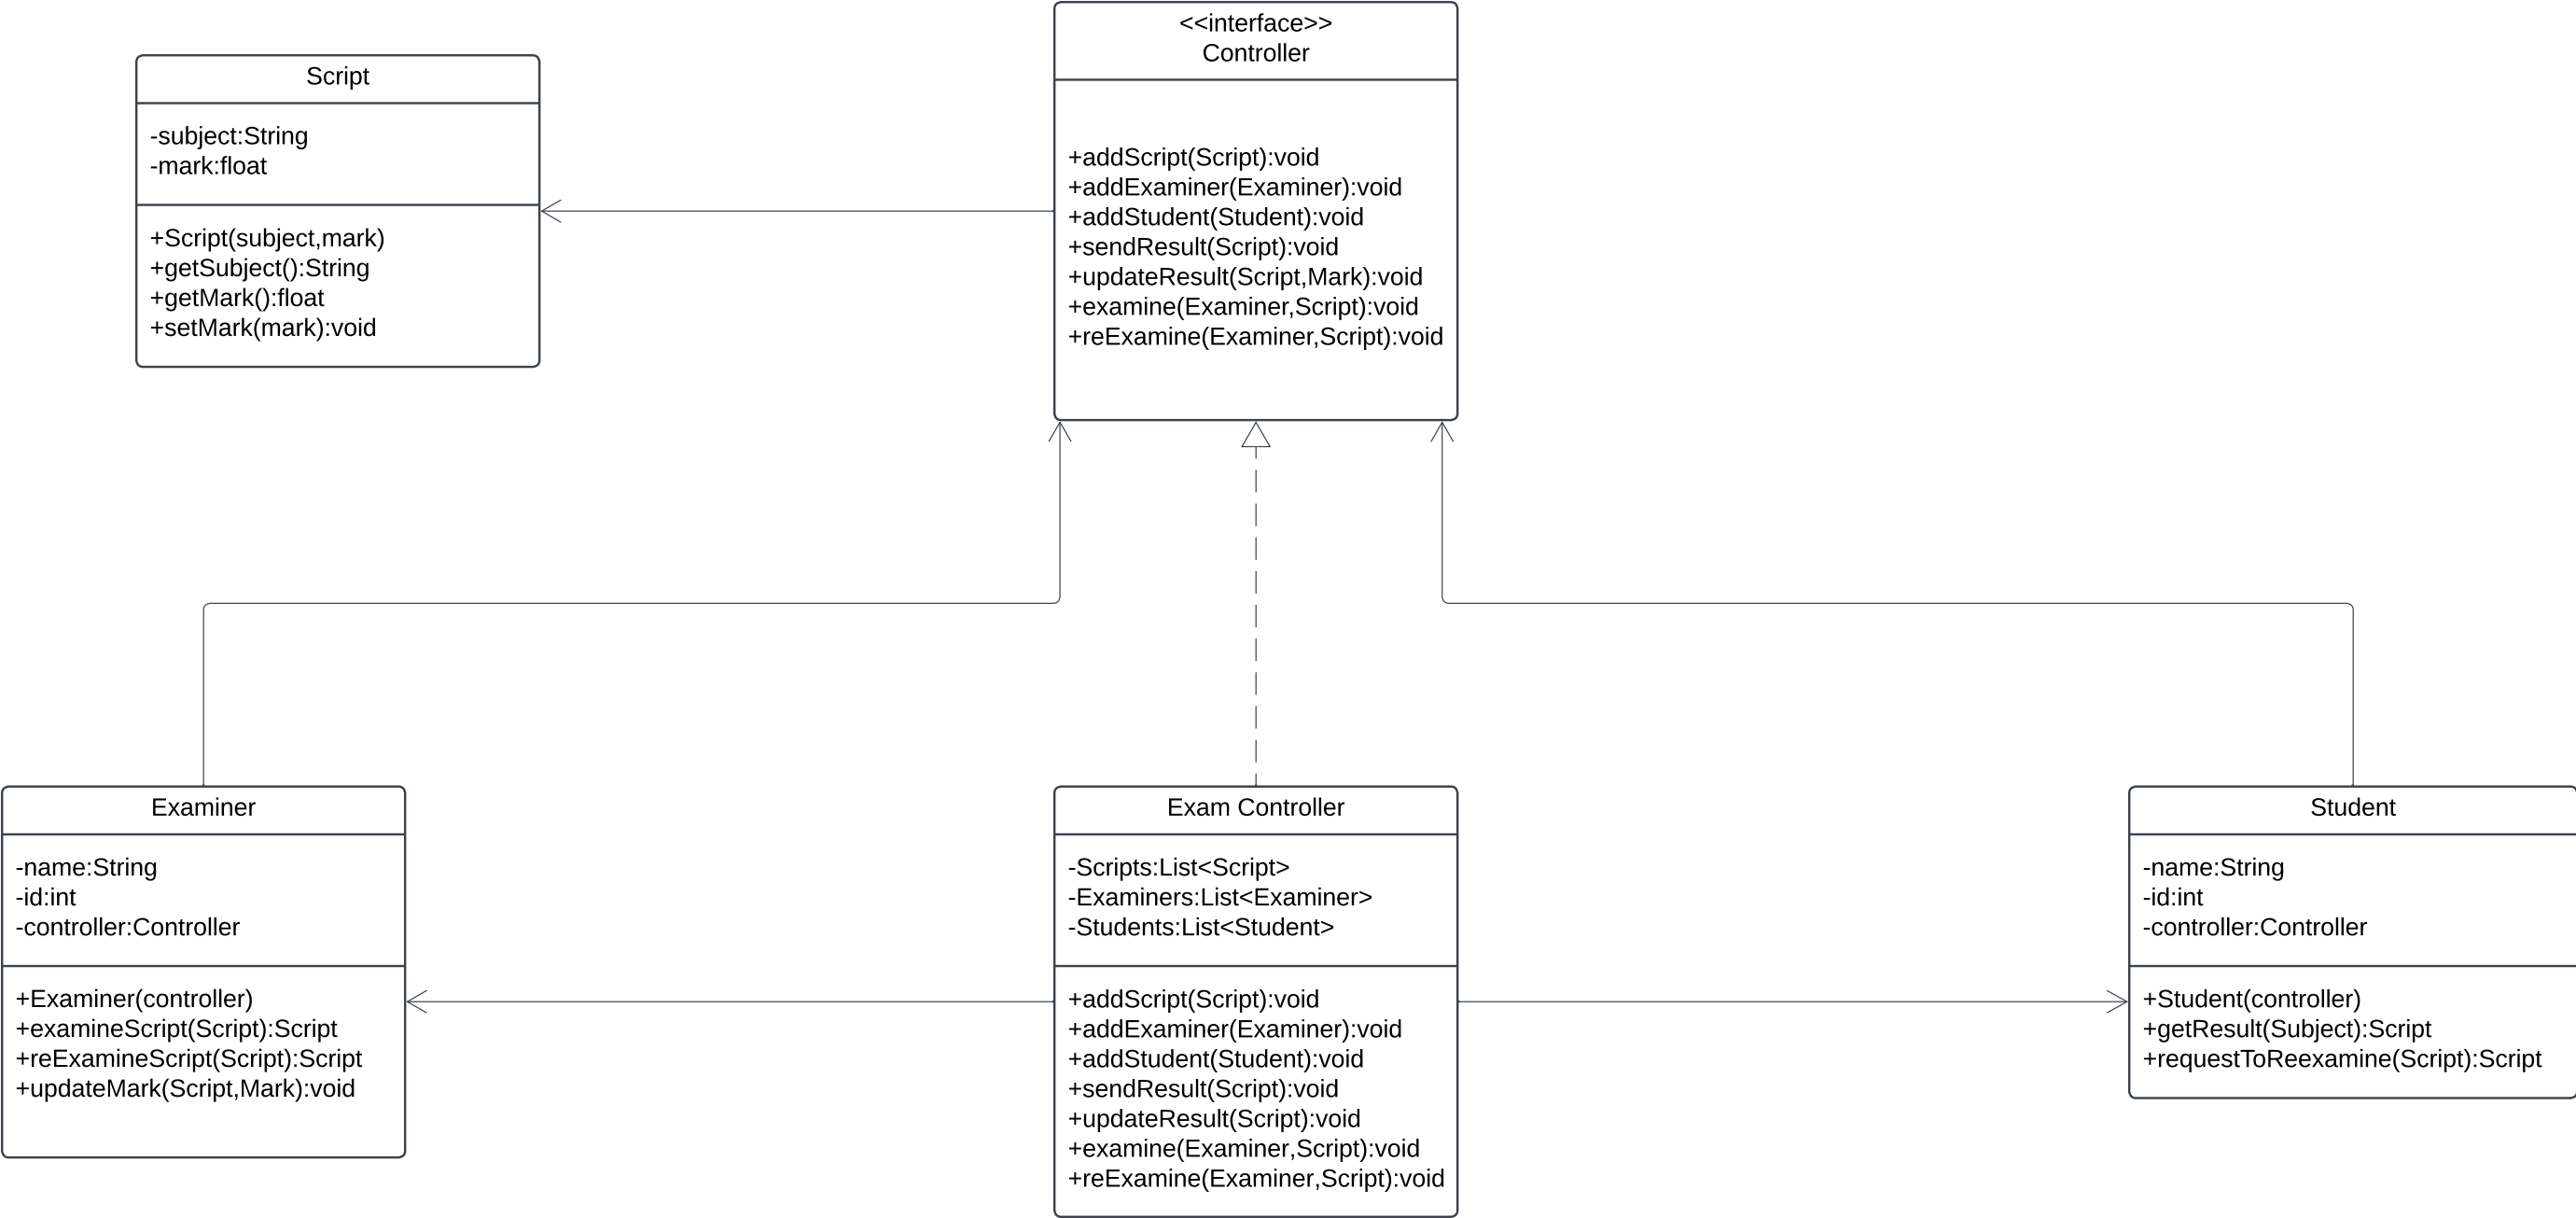 <<interface>>
Controller
+addScript(Script):void
+addExaminer(Examiner):void
+addStudent(Student):void
+sendResult(Script):void
+updateResult(Script,Mark):void
+examine(Examiner,Script):void
+reExamine(Examiner,Script):void
Script
-subject:String
-mark:float
+Script(subject,mark)
+getSubject():String
+getMark():float
+setMark(mark):void
Examiner
-name:String
-id:int
-controller:Controller
+Examiner(controller)
+examineScript(Script):Script
+reExamineScript(Script):Script
+updateMark(Script,Mark):void
Exam Controller
-Scripts:List<Script>
-Examiners:List<Examiner>
-Students:List<Student>
+addScript(Script):void
+addExaminer(Examiner):void
+addStudent(Student):void
+sendResult(Script):void
+updateResult(Script):void
+examine(Examiner,Script):void
+reExamine(Examiner,Script):void
Student
-name:String
-id:int
-controller:Controller
+Student(controller)
+getResult(Subject):Script
+requestToReexamine(Script):Script